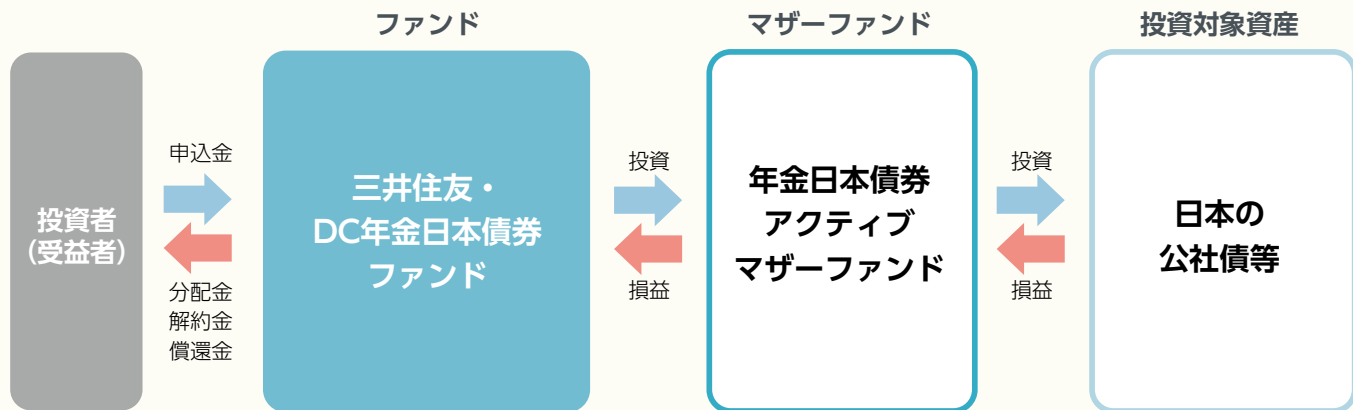 ファンド
マザーファンド
投資対象資産
投資者
(受益者)
申込金
分配金
解約金
償還金
三井住友・
DC年金日本債券
ファンド
投資
損益
年金日本債券
アクティブ
マザーファンド
投資
損益
日本の
公社債等